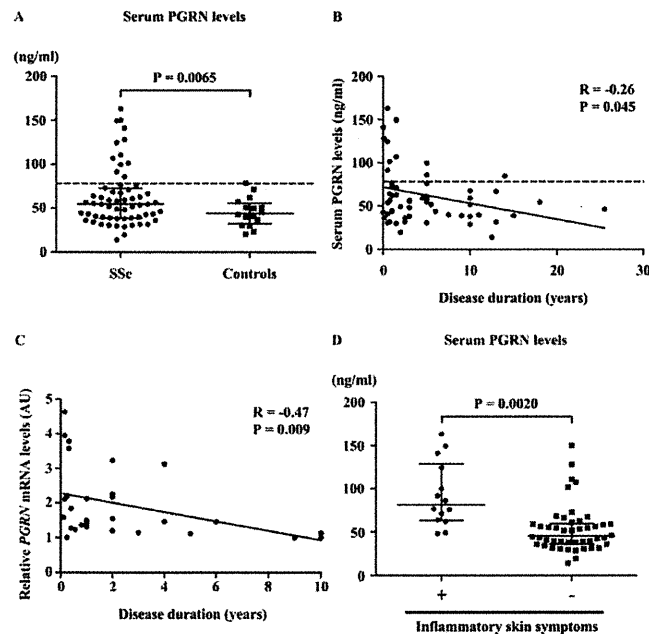 A
Serum PGRN levels
(ng/ml)
200
150
100
50
0
P = 0.0065
SSc
Controls
B
Serum PGRN levels (ng/ml)
200
150
100
50
0
R = -0.26
P = 0.045
0
10
20
30
Disease duration (years)
C
Relative PGRN mRNA levels (AU)
5
4
3
2
1
0
R = -0.47
P = 0.009
0
2
4
6
8
10
Disease duration (years)
D
Serum PGRN levels
(ng/ml)
200
150
100
50
0
P = 0.0020
+
-
Inflammatory skin symptoms